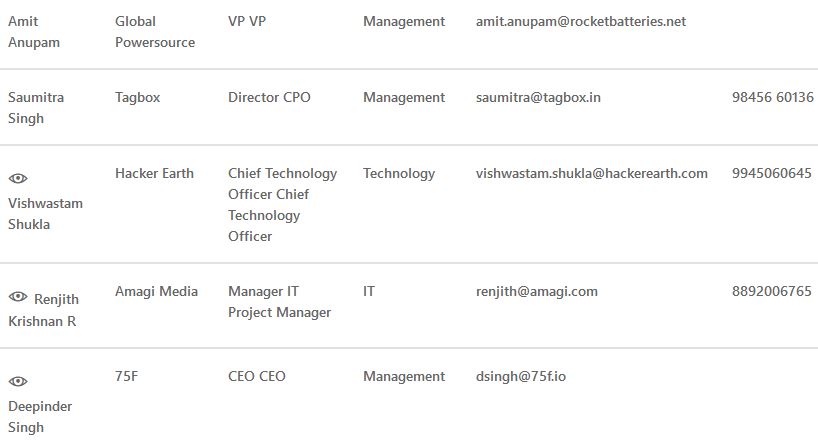 Amit Anupam Global Powersource VP VP Management amit.anupam@rocketbatteries.net
Saumitra Singh Tagbox Director CPO Management saumitra@tagbox.in 98456 60136
Vishwastam Shukla Hacker Earth Chief Technology Officer Chief Technology Officer Technology vishwastam.shukla@hackerearth.com 9945060645
Renjith Krishnan R Amagi Media Manager IT Project Manager IT renjith@amagi.com 8892006765
Deepinder Singh 75F CEO CEO Management dsingh@75f.io